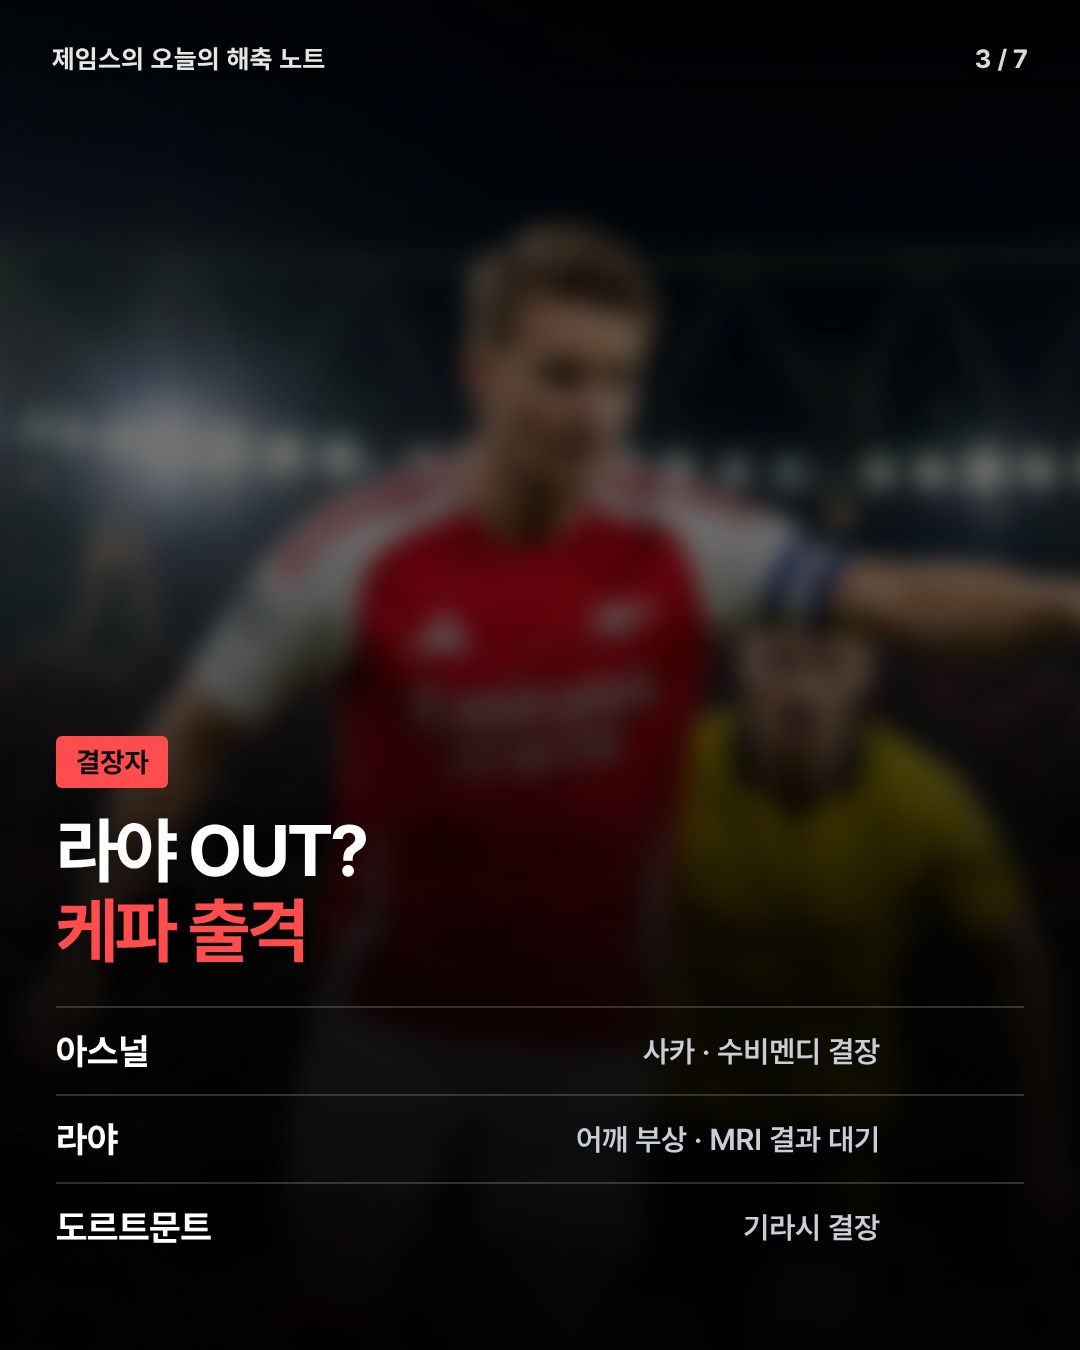 제임스의 오늘의 해축 노트
3 / 7
결장자
라야 OUT?
케파 출격
아스널
사카 · 수비멘디 결장
라야
어깨 부상 · MRI 결과 대기
도르트문트
기라시 결장